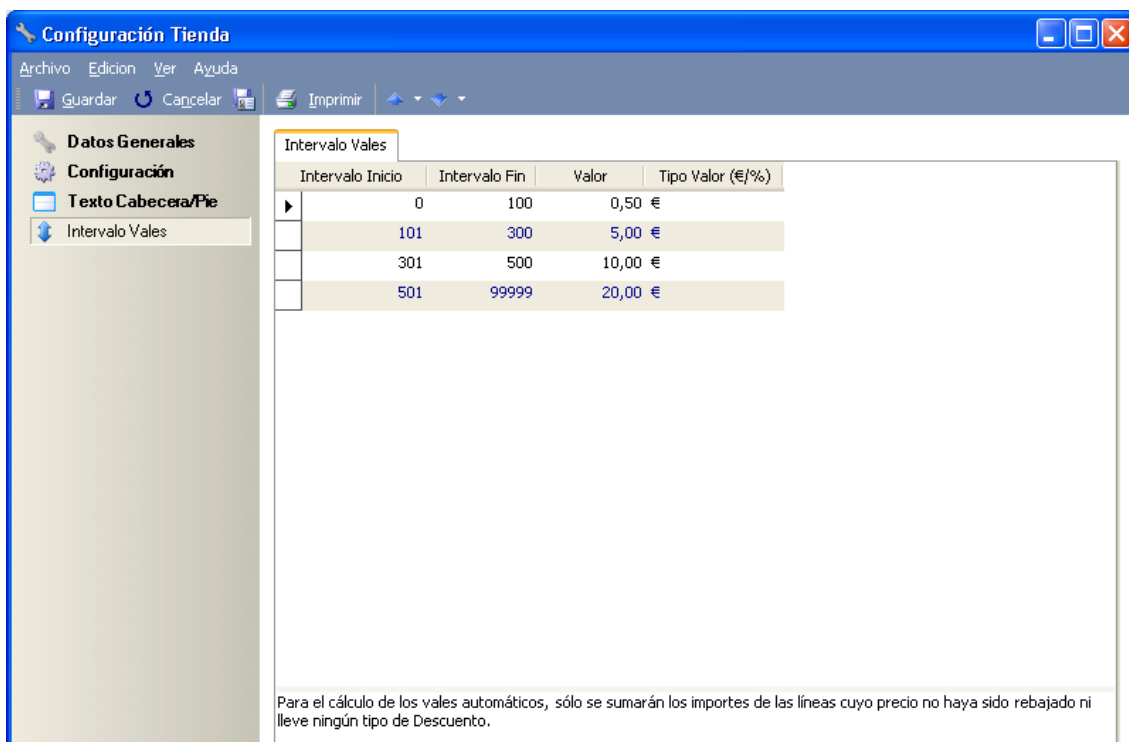 Configuración Tienda
Archivo Edicion Ver Ayuda
Guardar Cancelar Imprimir
Datos Generales
Configuración
Texto Cabecera/Pie
Intervalo Vales
Intervalo Vales
Intervalo Inicio Intervalo Fin Valor Tipo Valor (€/%)
0 100 0,50 €
101 300 5,00 €
301 500 10,00 €
501 99999 20,00 €
Para el cálculo de los vales automáticos, sólo se sumarán los importes de las líneas cuyo precio no haya sido rebajado ni
lleve ningún tipo de Descuento.